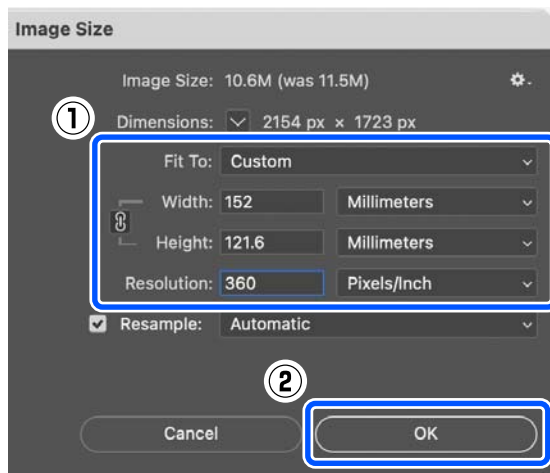 Image Size
Image Size: 10.6M (was 11.5M)
①
Dimensions: 2154 px × 1723 px
Fit To: Custom
Width: 152 Millimeters
Height: 121.6 Millimeters
Resolution: 360 Pixels/Inch
Resample: Automatic
②
Cancel OK